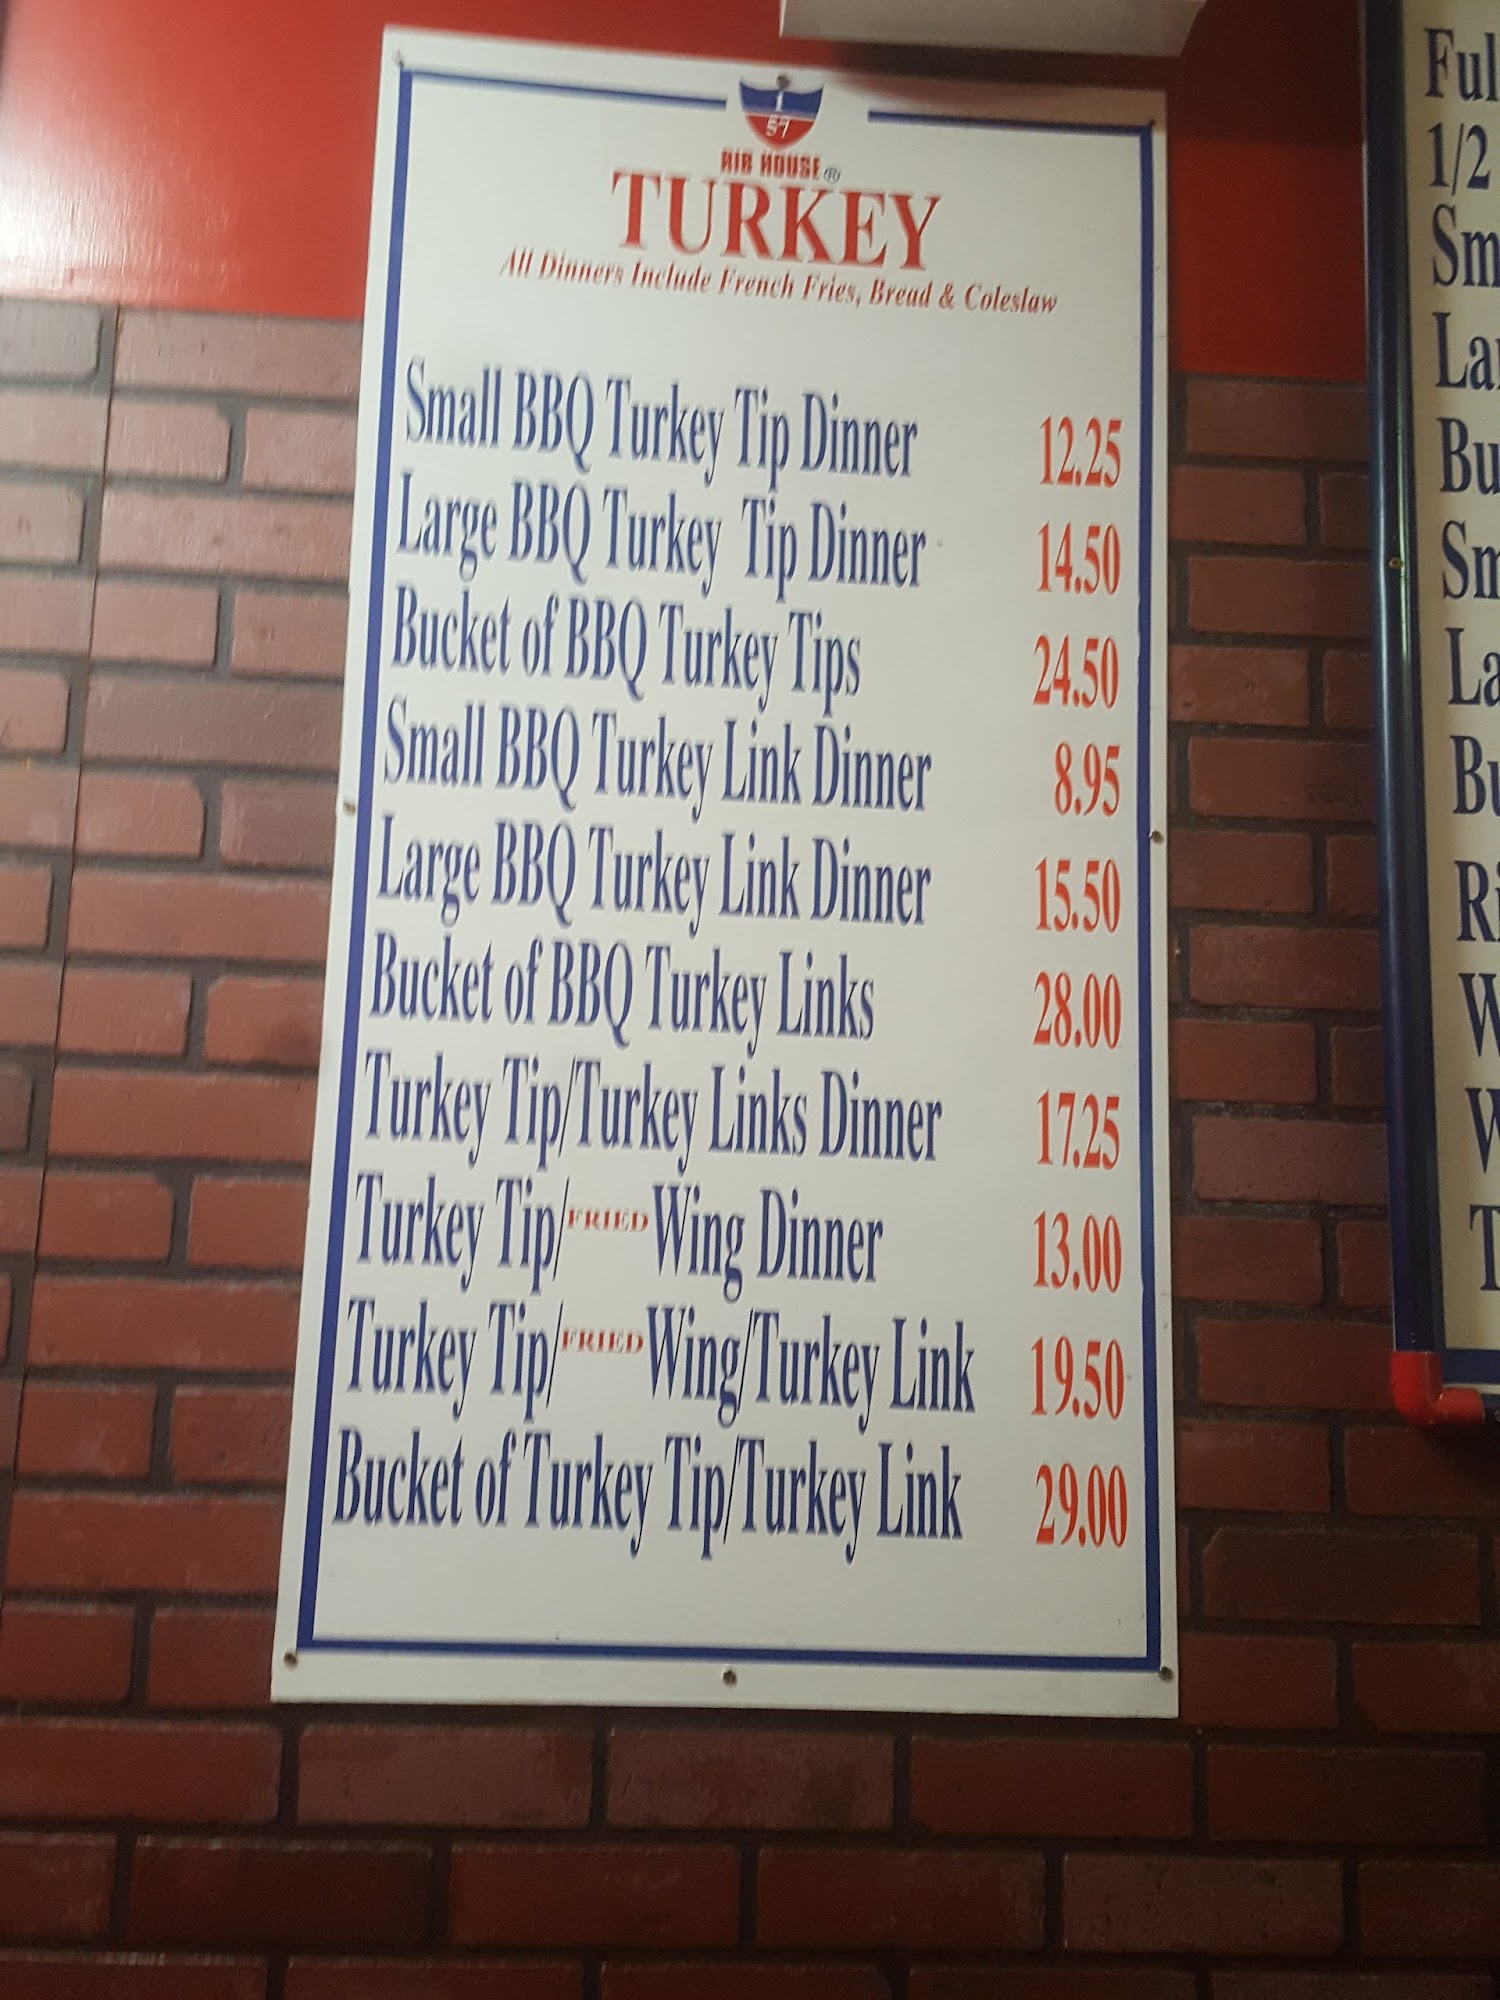 I
57
RIB HOUSE ®
TURKEY
All Dinners Include French Fries, Bread & Coleslaw
Small BBQ Turkey Tip Dinner 12.25
Large BBQ Turkey Tip Dinner 14.50
Bucket of BBQ Turkey Tips 24.50
Small BBQ Turkey Link Dinner 8.95
Large BBQ Turkey Link Dinner 15.50
Bucket of BBQ Turkey Links 28.00
Turkey Tip/Turkey Links Dinner 17.25
Turkey Tip/FRIED Wing Dinner 13.00
Turkey Tip/FRIED Wing/Turkey Link 19.50
Bucket of Turkey Tip/Turkey Link 29.00
1/2